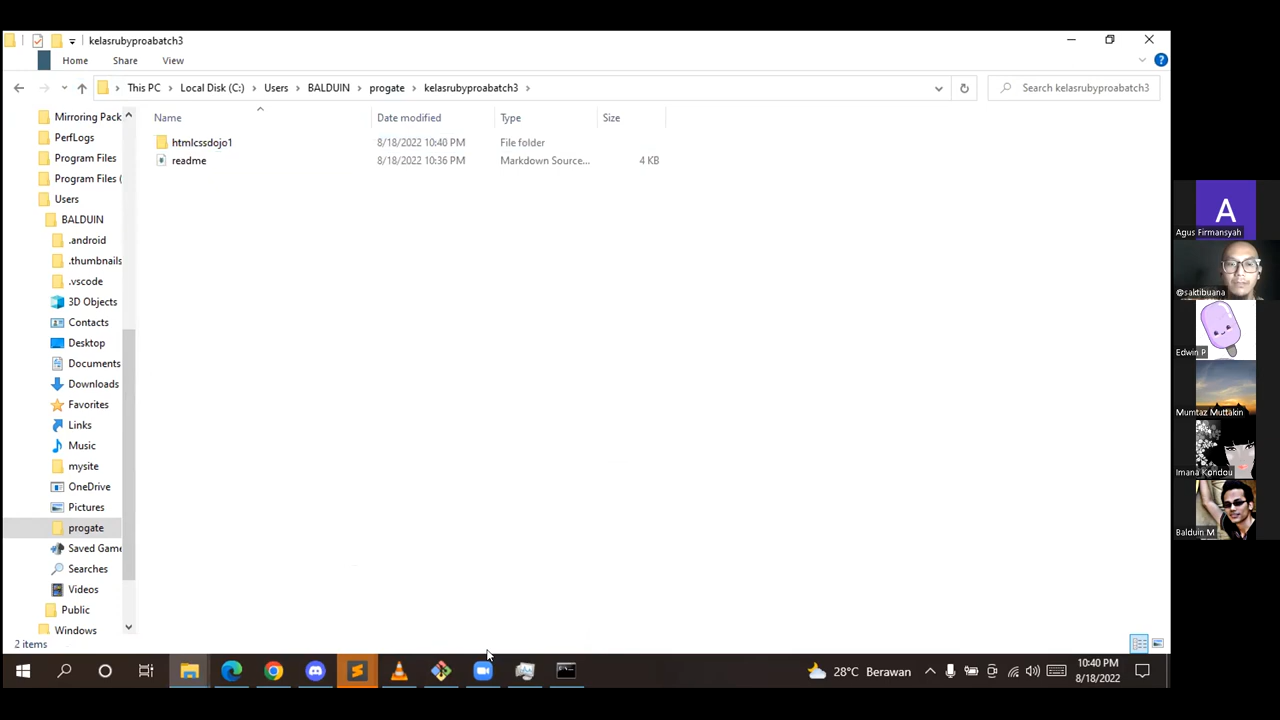 kelasrubyproabatch3
Home Share View
This PC Local Disk (C:) Users BALDUIN progate kelasrubyproabatch3
Search kelasrubyproabatch3
Name Date modified Type Size
htmlcssdojo1 8/18/2022 10:40 PM File folder
readme 8/18/2022 10:36 PM Markdown Source... 4 KB
Mirroring Pack
PerfLogs
Program Files
Program Files (
Users
BALDUIN
.android
.thumbnails
.vscode
3D Objects
Contacts
Desktop
Documents
Downloads
Favorites
Links
Music
mysite
OneDrive
Pictures
progate
Saved Game
Searches
Videos
Public
Windows
2 items
28°C Berawan
10:40 PM
8/18/2022
A
Agus Firmansyah
@saktibuana
Edwin P
Mumtaz Muttakin
Imana Kondou
Balduin M